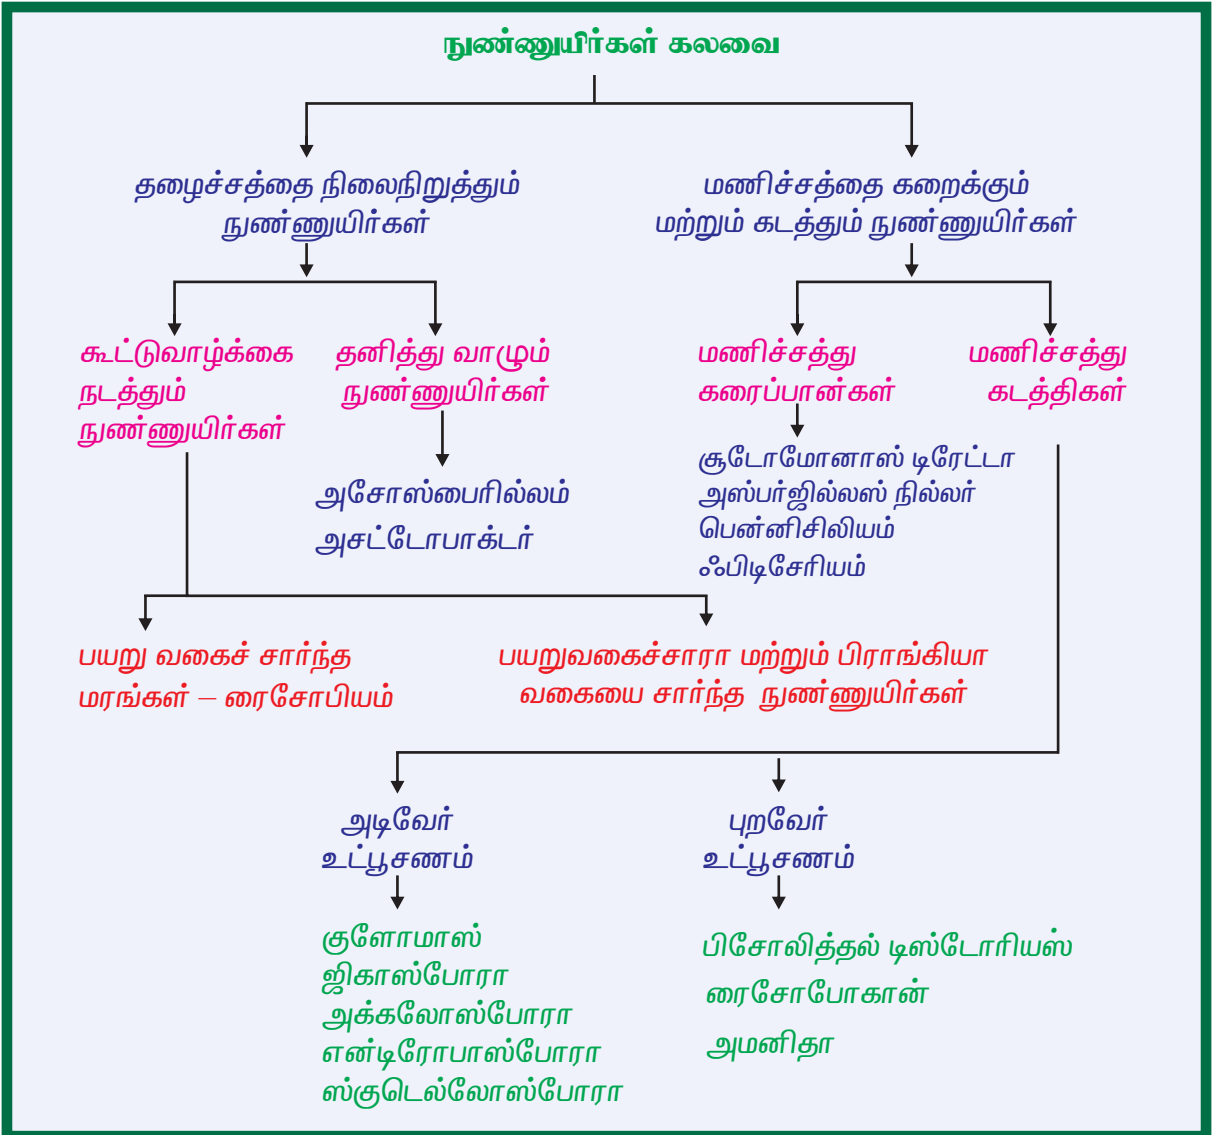 நுண்ணுயிர்கள் கலவை
தழைச்சத்தை நிலைநிறுத்தும்
நுண்ணுயிர்கள்
மணிச்சத்தை கறைக்கும்
மற்றும் கடத்தும் நுண்ணுயிர்கள்
கூட்டுவாழ்க்கை
நடத்தும்
நுண்ணுயிர்கள்
தனித்து வாழும்
நுண்ணுயிர்கள்
மணிச்சத்து
கரைப்பான்கள்
மணிச்சத்து
கடத்திகள்
அசோஸ்பைரில்லம்
அசட்டோபாக்டர்
சூடோமோனாஸ் டிரேட்டா
அஸ்பர்ஜில்லஸ் நில்லர்
பென்னிசிலியம்
ஃபிடிசேரியம்
பயறு வகைச் சார்ந்த
மரங்கள் – ரைசோபியம்
பயறுவகைச்சாரா மற்றும் பிராங்கியா
வகையை சார்ந்த நுண்ணுயிர்கள்
அடிவேர்
உட்பூசணம்
புறவேர்
உட்பூசணம்
குளோமாஸ்
ஜிகாஸ்போரா
அக்கலோஸ்போரா
என்டிரோபாஸ்போரா
ஸ்குடெல்லோஸ்போரா
பிசோலித்தல் டிஸ்டோரியஸ்
ரைசோபோகான்
அமனிதா